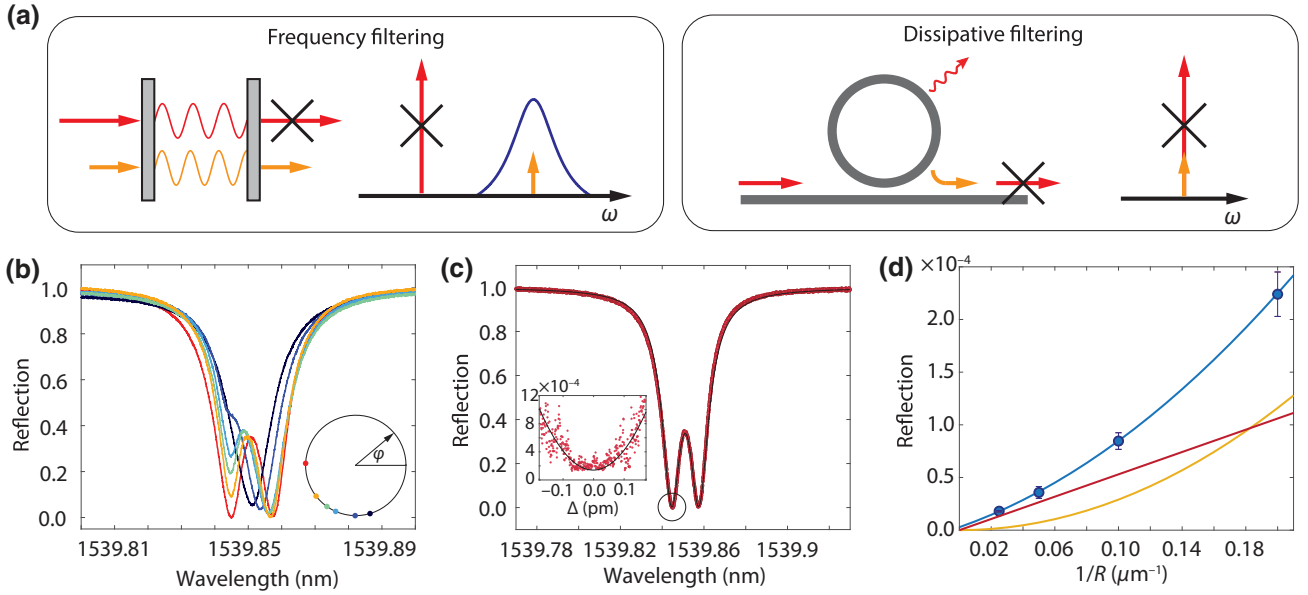 (a)
Frequency filtering
ω
Dissipative filtering
ω
(b)
Reflection
1.0
0.8
0.6
0.4
0.2
0.0
φ
1539.81
1539.85
1539.89
Wavelength (nm)
(c)
Reflection
1.0
0.8
0.6
0.4
0.2
0.0
×10⁻⁴
12
8
4
0
−0.1
0.0
0.1
Δ (pm)
1539.78
1539.82
1539.86
1539.9
Wavelength (nm)
(d)
×10⁻⁴
Reflection
2.0
1.0
0.0
0.02
0.06
0.10
0.14
0.18
1/R (μm⁻¹)